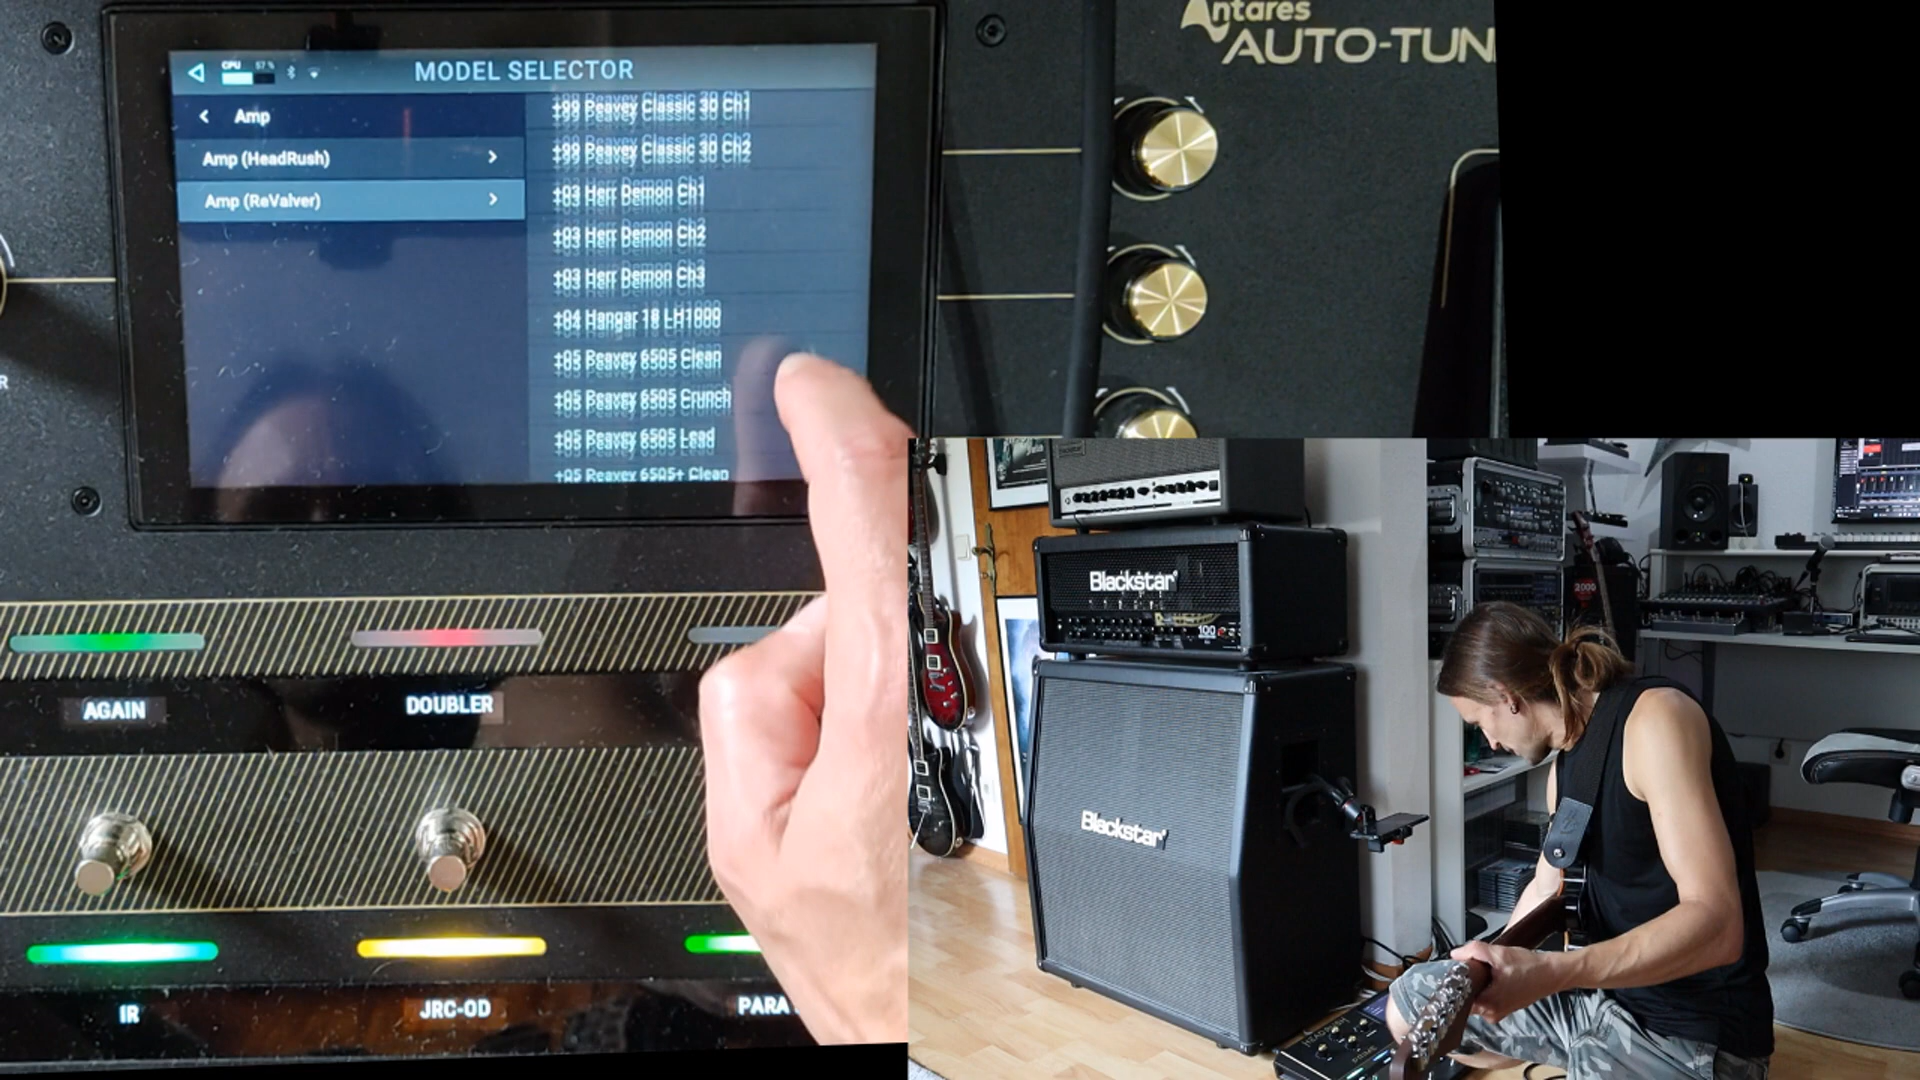 Antares
AUTO-TUN
CPU 57 %
MODEL SELECTOR
Amp
Amp (HeadRush)
Amp (ReValver)
+99 Peavey Classic 30 Ch1
+99 Peavey Classic 30 Ch2
+03 Herr Demon Ch1
+03 Herr Demon Ch2
+03 Herr Demon Ch3
+04 Hangar 18 LH1000
+05 Peavey 6505 Clean
+05 Peavey 6505 Crunch
+05 Peavey 6505 Lead
+05 Peavey 6505+ Clean
R
AGAIN
DOUBLER
IR
JRC-OD
PARA
Blackstar
100
Blackstar